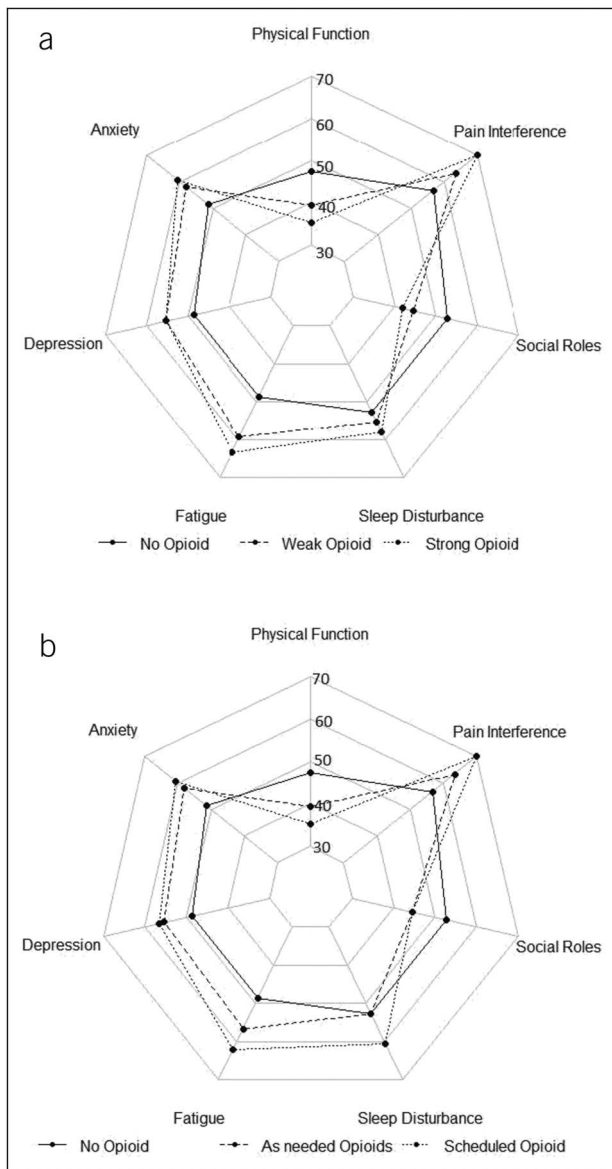 a
Physical Function
70
60
50
40
30
Anxiety
Pain Interference
Depression
Social Roles
Fatigue
Sleep Disturbance
No Opioid
Weak Opioid
Strong Opioid
b
Physical Function
70
60
50
40
30
Anxiety
Pain Interference
Depression
Social Roles
Fatigue
Sleep Disturbance
No Opioid
As needed Opioids
Scheduled Opioid